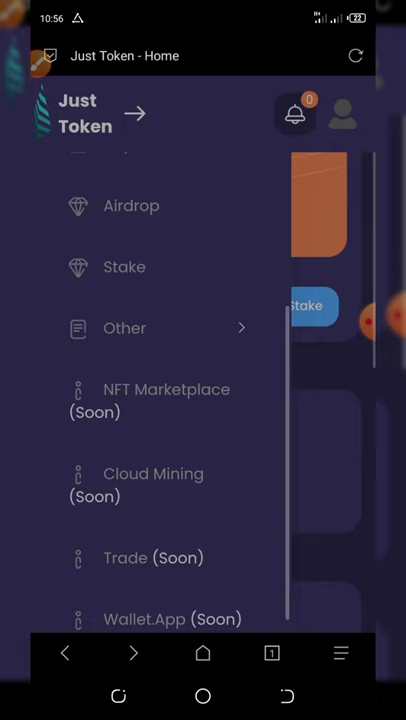 10:56
22
Just Token - Home
Just
Token
0
Airdrop
Stake
Stake
Other
NFT Marketplace
(Soon)
Cloud Mining
(Soon)
Trade (Soon)
Wallet.App (Soon)
1